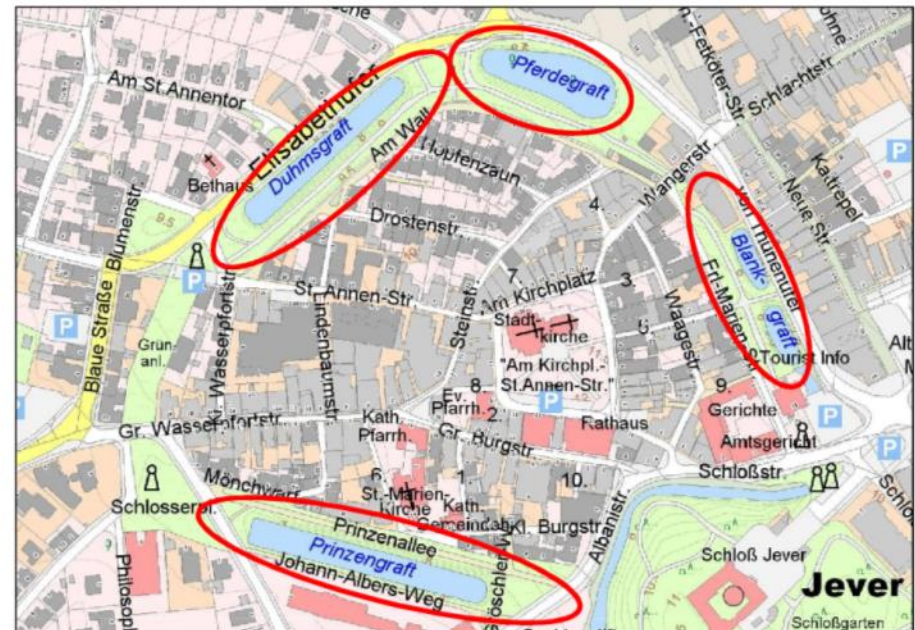 Am St.Annentor
Elisabethufer
Duhmsgraft
Am Wall
Pferdegraft
Hopfenzaun
Schlachtstr.
Wangerstr.
Kattrepel
Neue Str.
von-Thünenufer
Blank-
graft
Frl-Marien-
Tourist Info
Bethaus
Drostenstr.
9.5
Blumenstr.
Blaue Straße
P
P
P
P
P
P
St.-Annen-Str.
Kl. Wasserpfortstr.
Lindenbaumstr.
Steinstr.
Am Kirchplatz
Stadt-
kirche
"Am Kirchpl.-
St.Annen-Str."
Waagestr.
Grün-
anl.
3.
4.
5.
7.
8.
Ev.
Pfarrh.
2.
9.
Gerichte
Amtsgericht
Rathaus
Gr. Wasserpfortstr.
Kath.
Pfarrh.
Gr. Burgstr.
Schloßstr.
Mönchwarf
6.
1.
10.
St.-Marien-
Kirche
Kath.
Gemeindeh.
Kl. Burgstr.
Albanistr.
Schlosserpl.
Prinzenallee
Prinzengraft
Johann-Albers-Weg
Schloß Jever
Jever
Schloßgarten